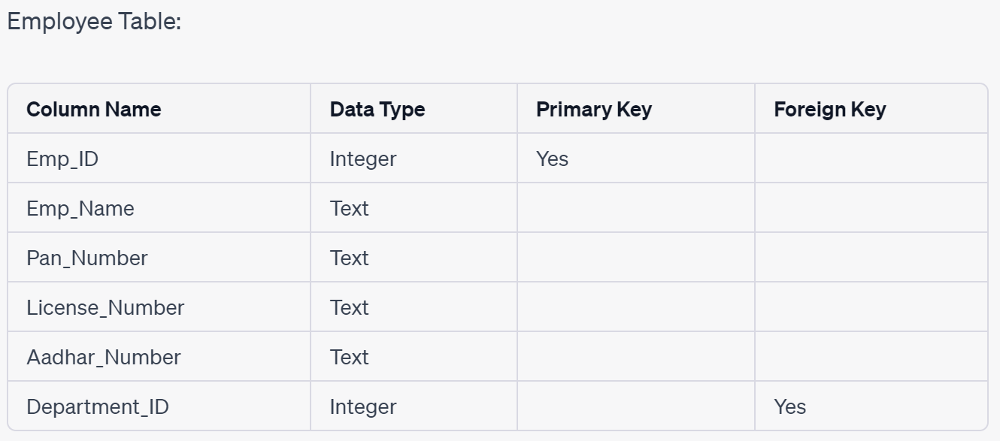 Employee Table:
Column Name Data Type Primary Key Foreign Key
Emp_ID Integer Yes
Emp_Name Text
Pan_Number Text
License_Number Text
Aadhar_Number Text
Department_ID Integer Yes